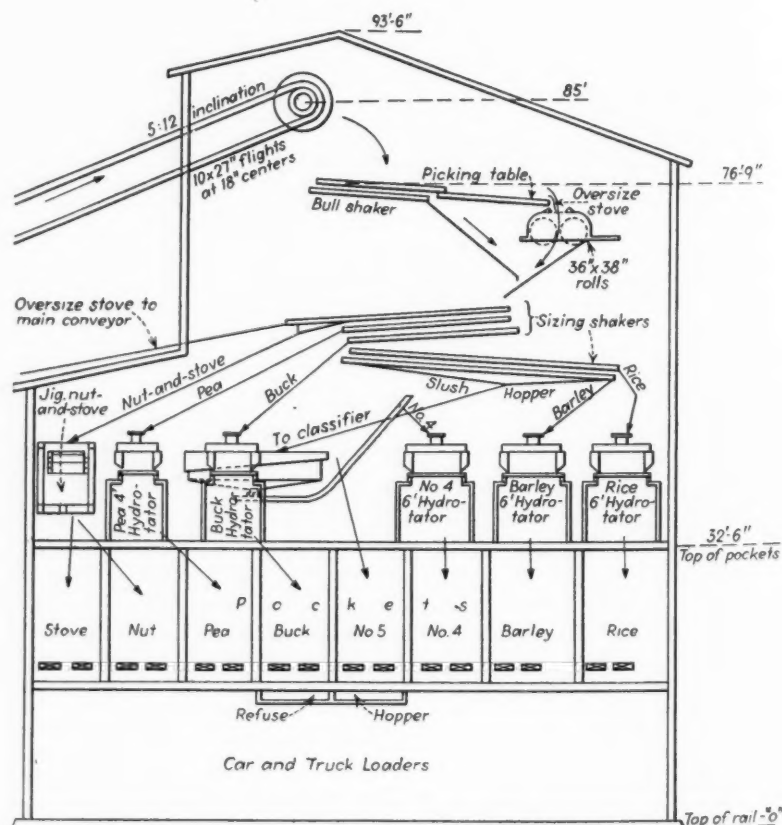 93'-6"
85'
5:12 inclination
10x27" flights
at 18" centers
76'-9"
Picking table
Oversize
stove
Bull shaker
36"x38"
rolls
Oversize stove to
main conveyor
Sizing shakers
Nut-and-stove
Pea
Buck
Slush
Hopper
Barley
Rice
Jig, nut-
and-stove
To classifier
No. 4
Pea 4'
Hydro-
tator
Buck
Hydro-
tator
No 4
6' Hydro-
tator
Barley
6' Hydro-
tator
Rice
6' Hydro-
tator
32'-6"
Top of pockets
P o c k e t s
Stove
Nut
Pea
Buck
No 5
No. 4
Barley
Rice
Refuse
Hopper
Car and Truck Loaders
Top of rail-"0"